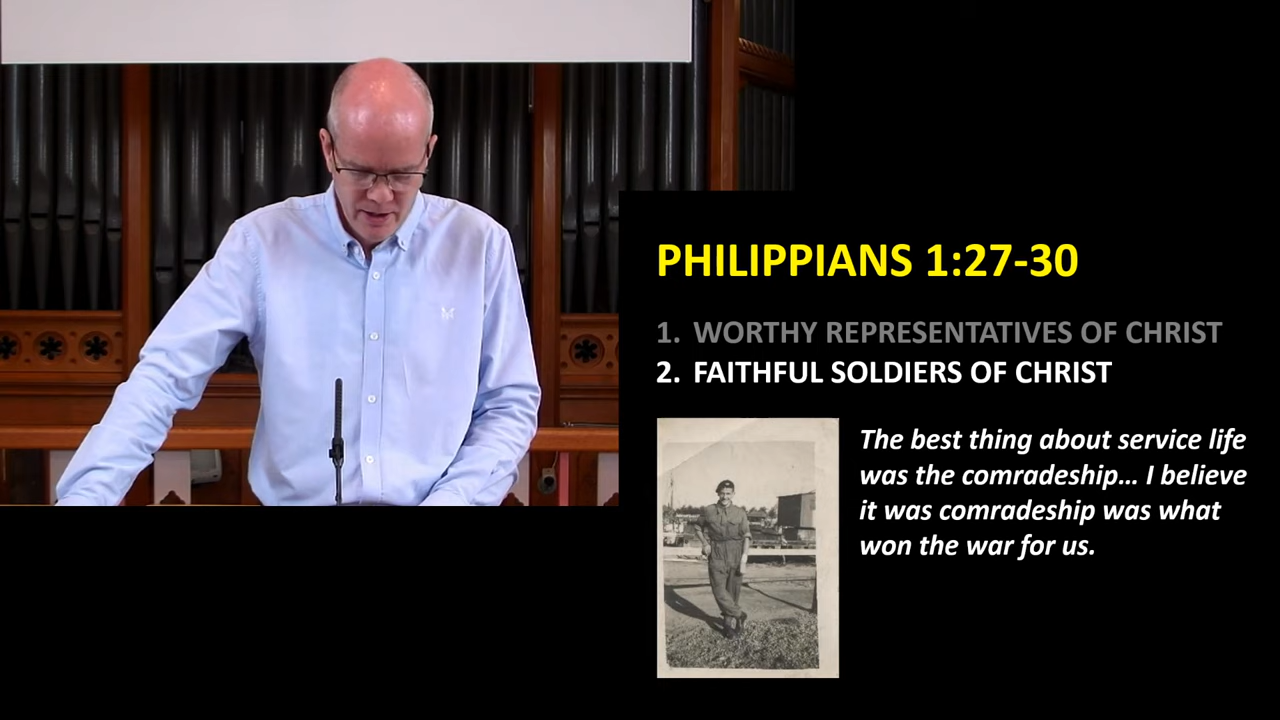 PHILIPPIANS 1:27-30
1. WORTHY REPRESENTATIVES OF CHRIST
2. FAITHFUL SOLDIERS OF CHRIST
The best thing about service life
was the comradeship... I believe
it was comradeship was what
won the war for us.